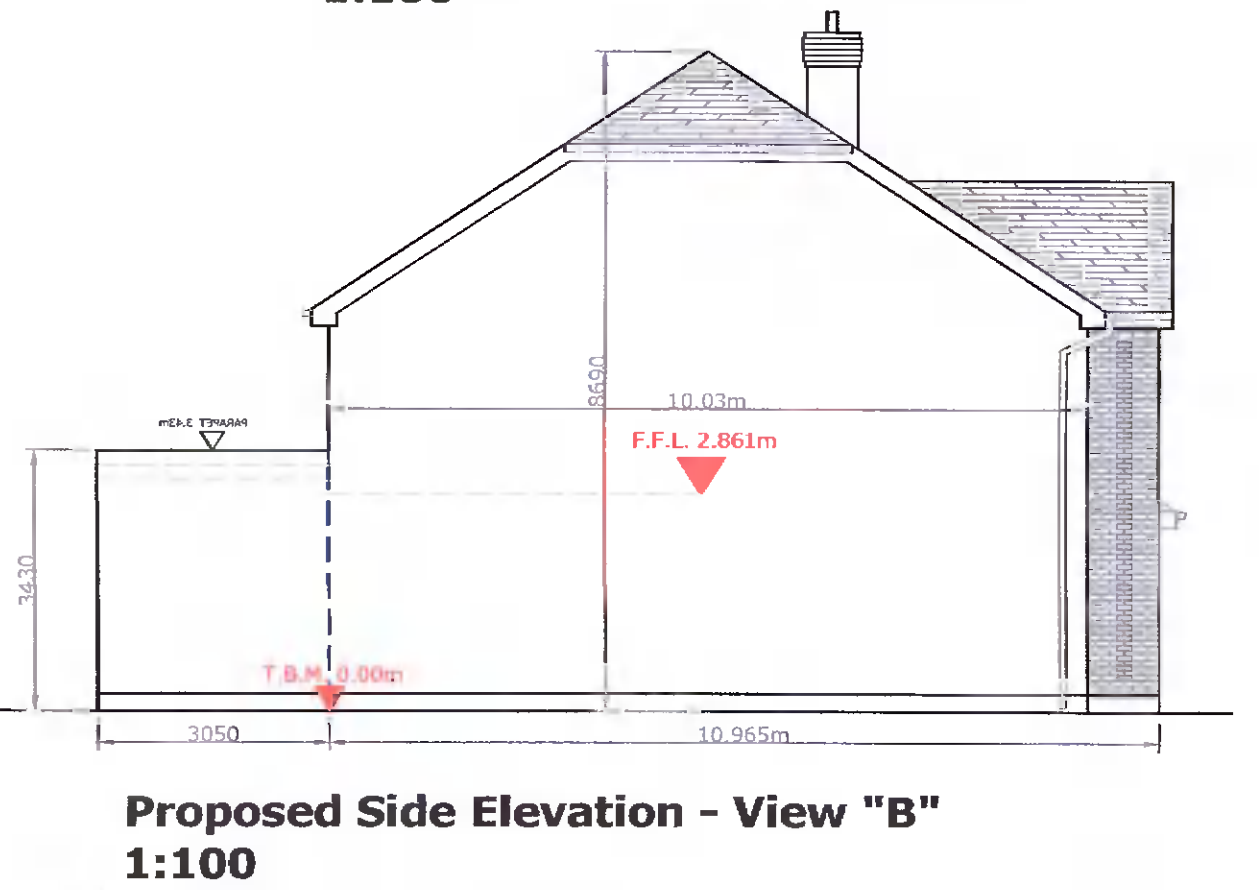 8690
10.03m
PARAPET 3.43m
F.F.L. 2.861m
3430
T.B.M. 0.00m
3050
10.965m
Proposed Side Elevation - View "B"
1:100